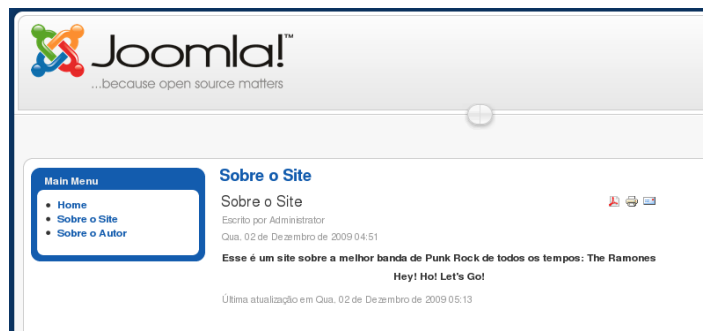 Joomla!™
...because open source matters
Main Menu
Home
Sobre o Site
Sobre o Autor
Sobre o Site
Sobre o Site
Escrito por Administrator
Qua, 02 de Dezembro de 2009 04:51
Esse é um site sobre a melhor banda de Punk Rock de todos os tempos: The Ramones
Hey! Ho! Let's Go!
Última atualização em Qua, 02 de Dezembro de 2009 05:13